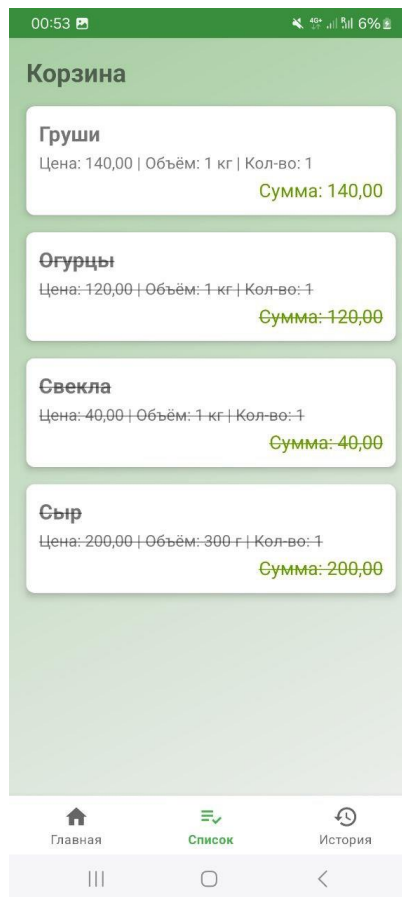 00:53 4G+ 6%
Корзина
Груши
Цена: 140,00 | Объём: 1 кг | Кол-во: 1
Сумма: 140,00
Огурцы
Цена: 120,00 | Объём: 1 кг | Кол-во: 1
Сумма: 120,00
Свекла
Цена: 40,00 | Объём: 1 кг | Кол-во: 1
Сумма: 40,00
Сыр
Цена: 200,00 | Объём: 300 г | Кол-во: 1
Сумма: 200,00
Главная Список История